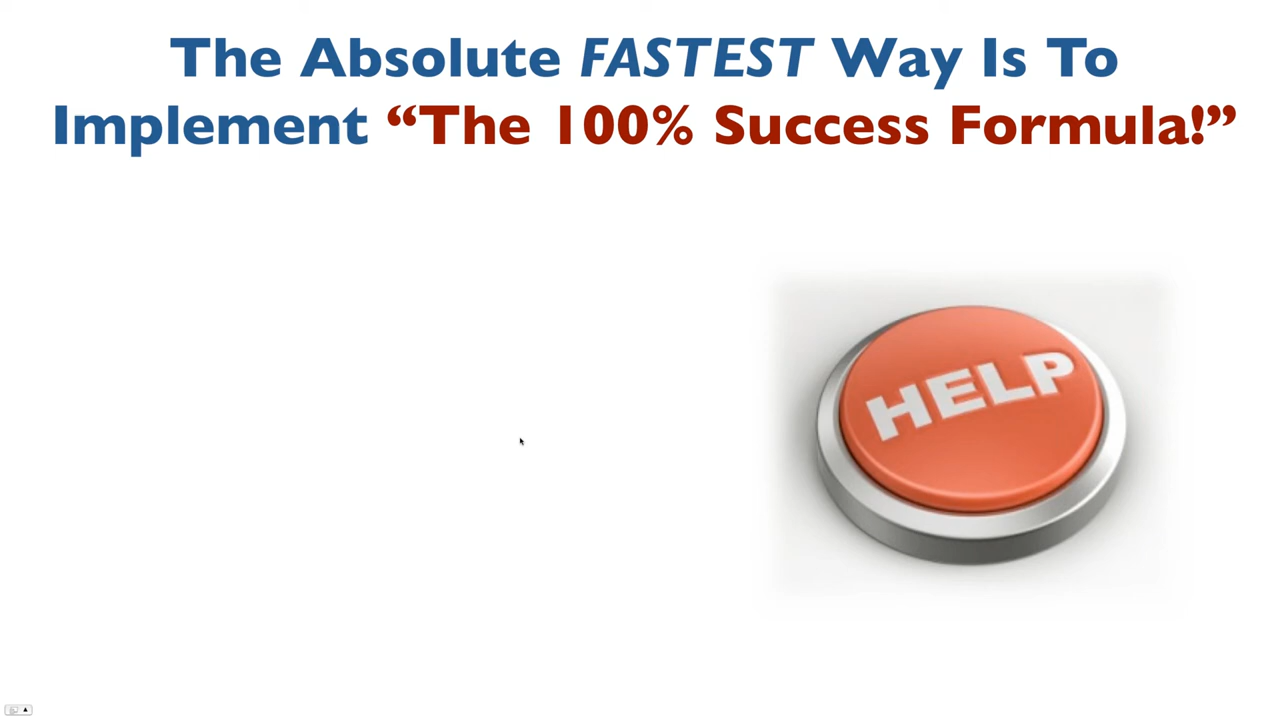 The Absolute FASTEST Way Is To
Implement “The 100% Success Formula!”
HELP